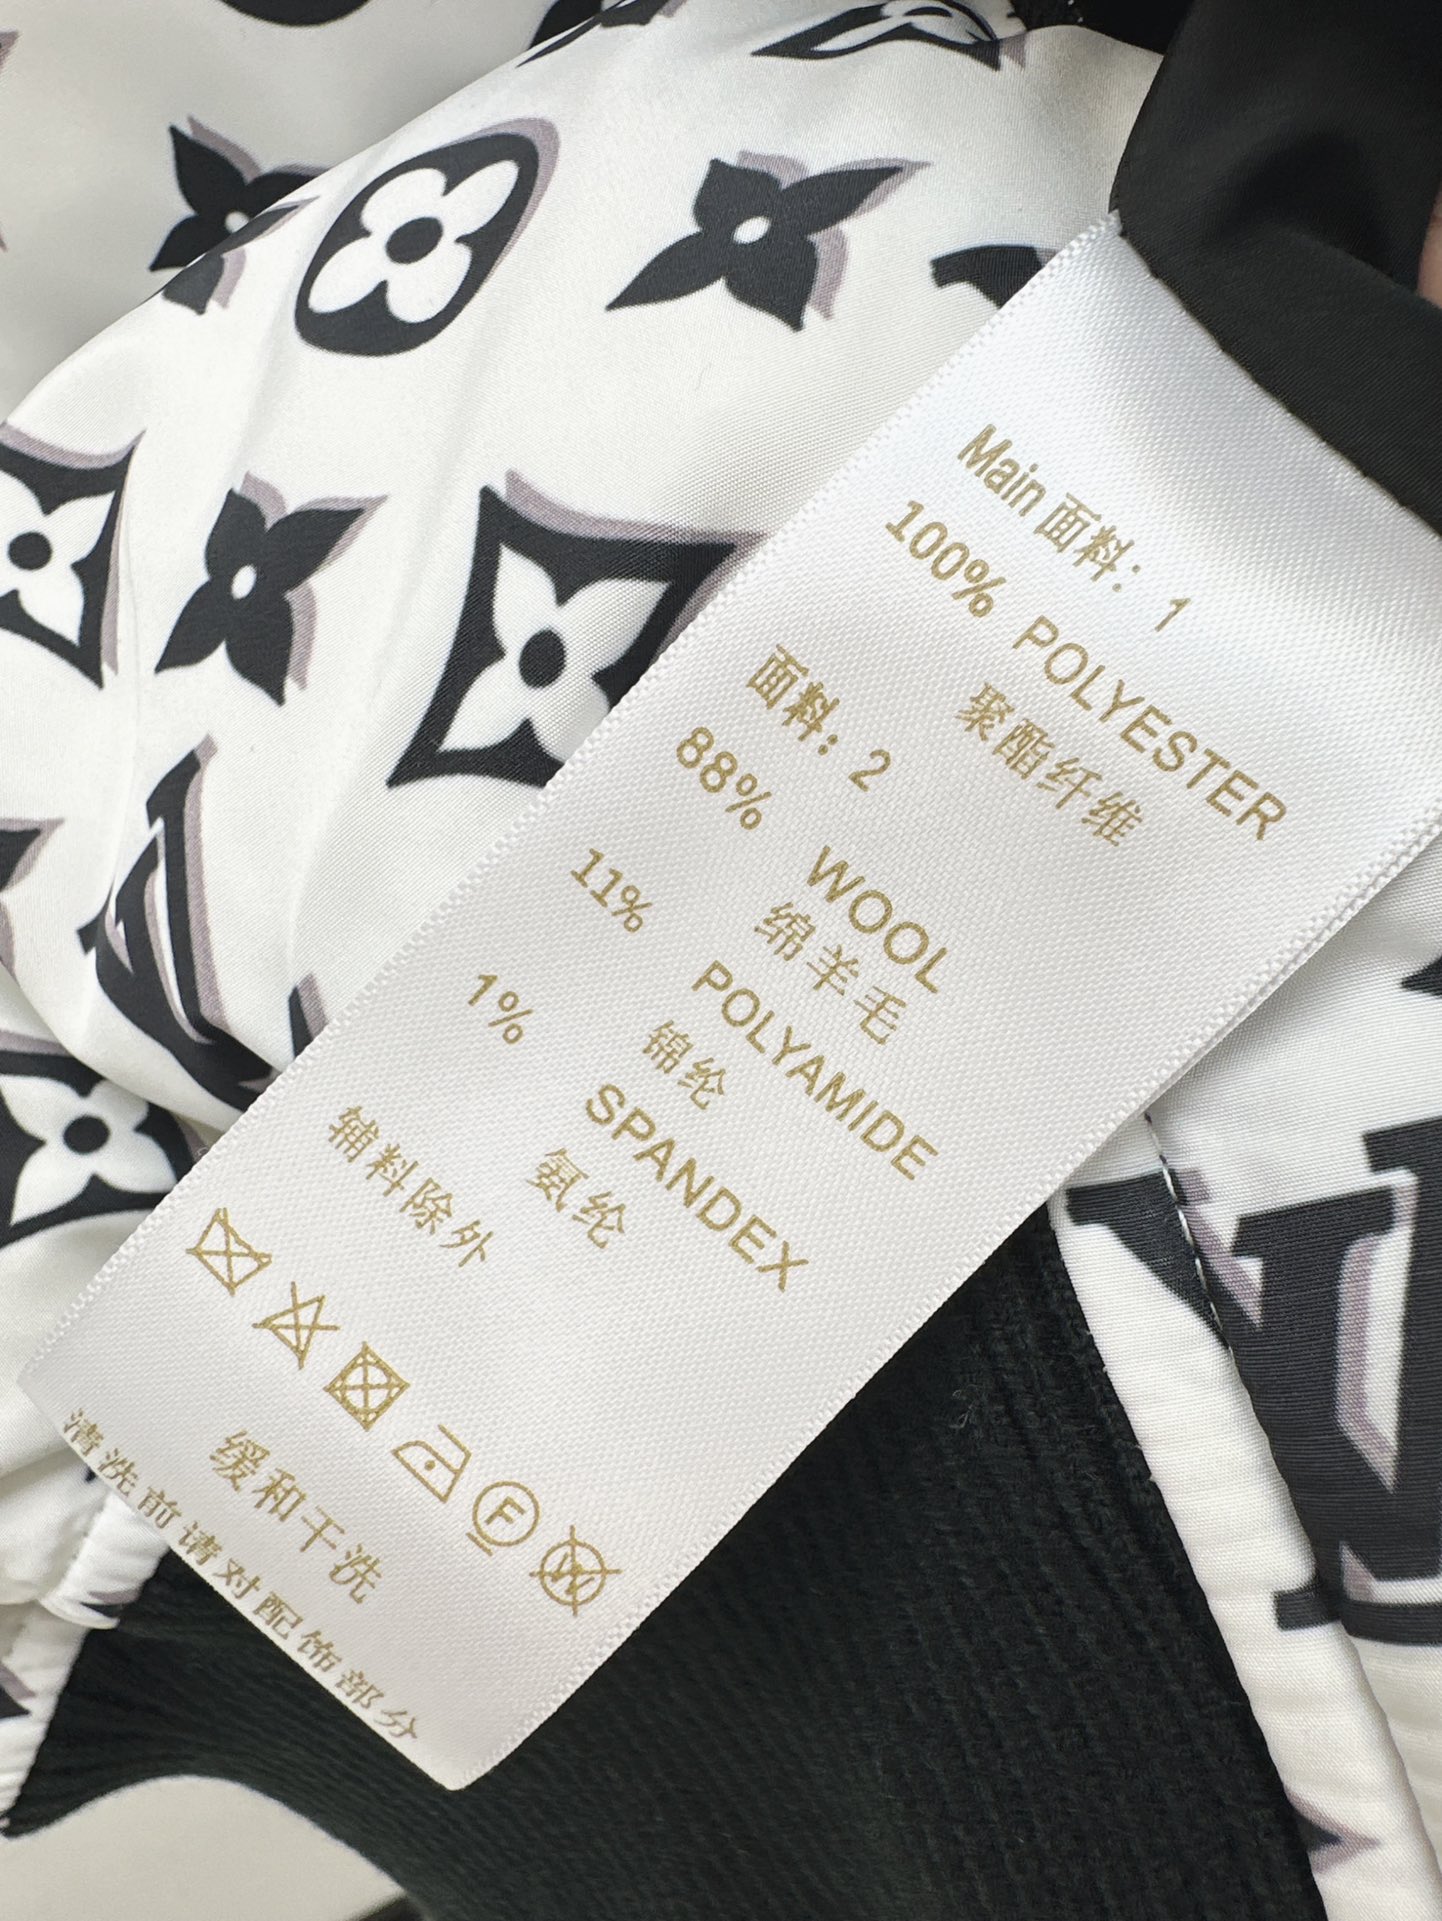 Main 面料：1
100% POLYESTER
聚酯纤维
面料：2
88% WOOL
绵羊毛
11% POLYAMIDE
锦纶
1% SPANDEX
氨纶
辅料除外
F W
缓和干洗
清洗前请对配饰部分